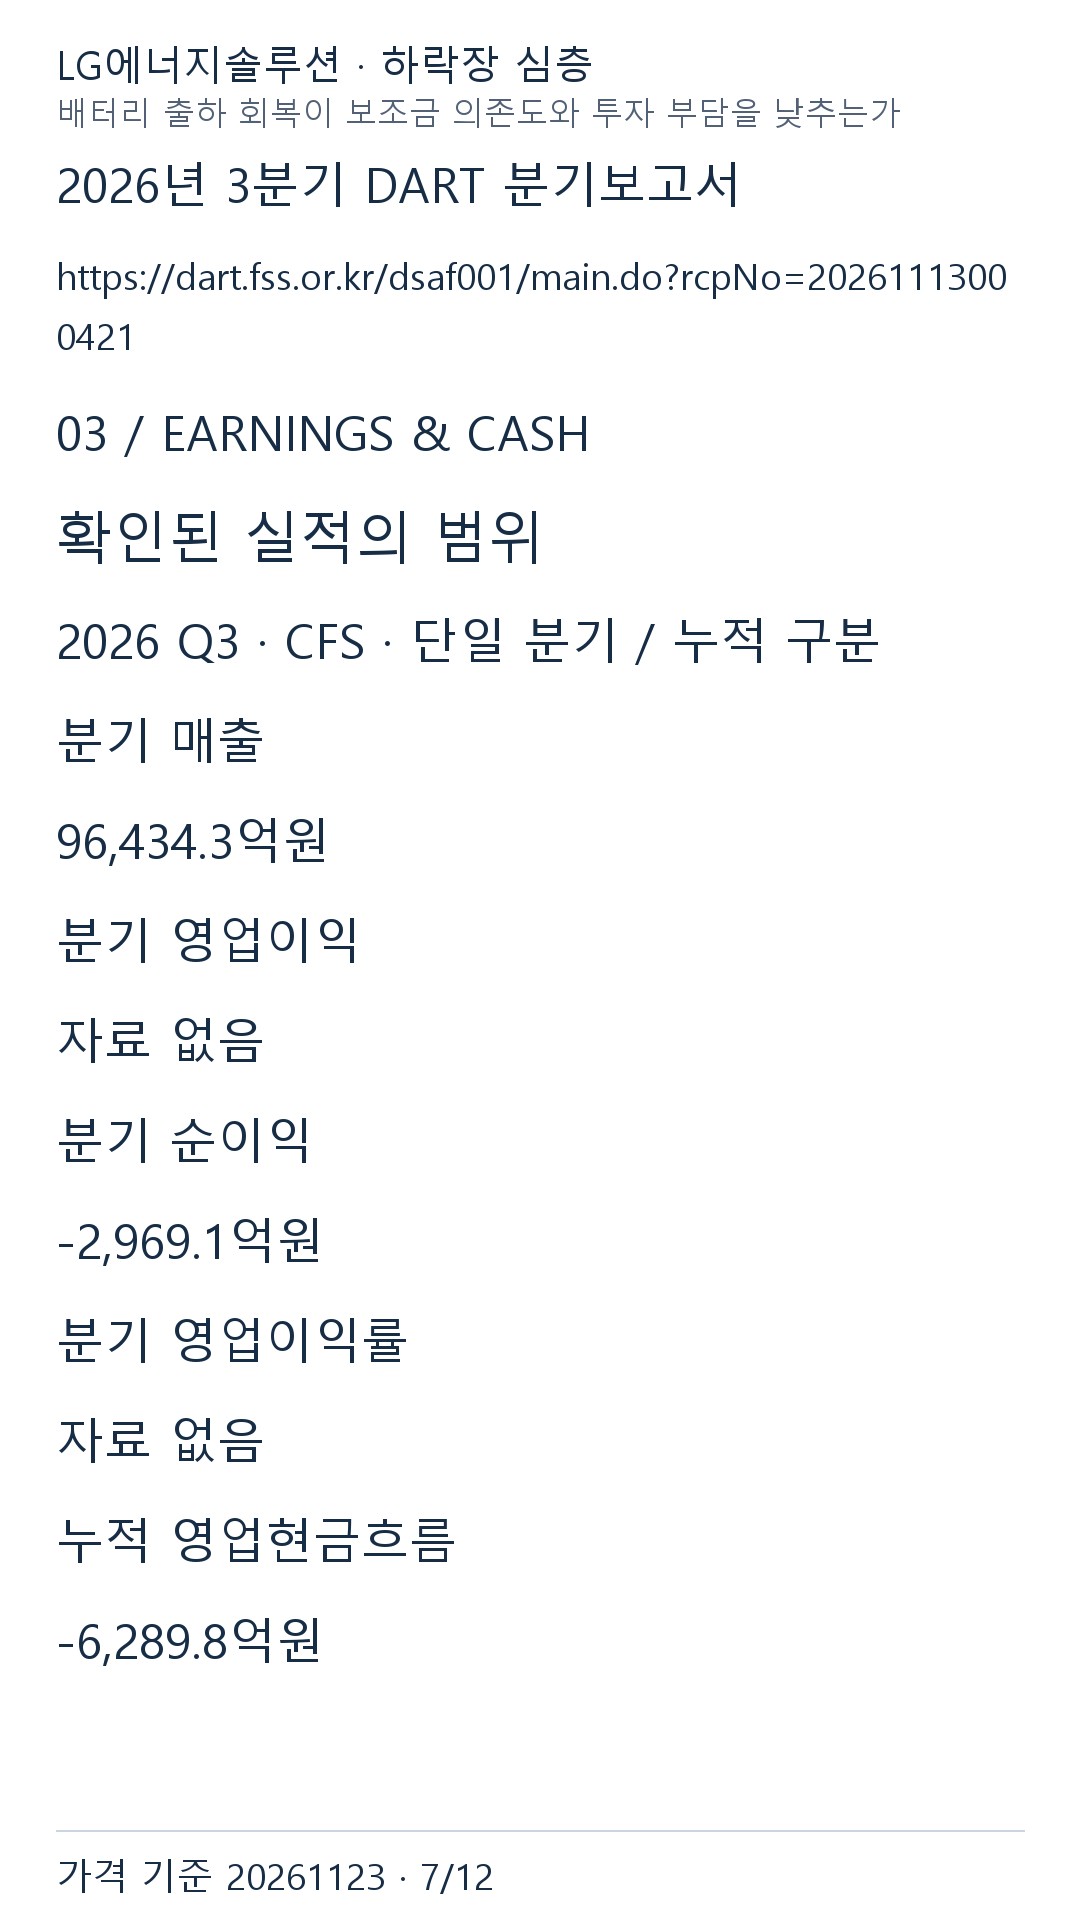 LG에너지솔루션 · 하락장 심층
배터리 출하 회복이 보조금 의존도와 투자 부담을 낮추는가
2026년 3분기 DART 분기보고서
https://dart.fss.or.kr/dsaf001/main.do?rcpNo=2026111300
0421
03 / EARNINGS & CASH
확인된 실적의 범위
2026 Q3 · CFS · 단일 분기 / 누적 구분
분기 매출
96,434.3억원
분기 영업이익
자료 없음
분기 순이익
-2,969.1억원
분기 영업이익률
자료 없음
누적 영업현금흐름
-6,289.8억원
가격 기준 20261123 · 7/12